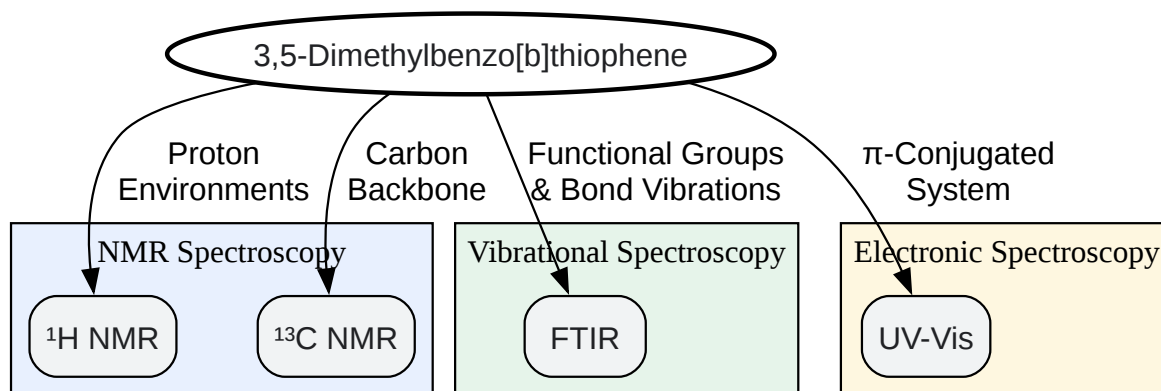 3,5-Dimethylbenzo[b]thiophene
Proton
Environments
Carbon
Backbone
Functional Groups
& Bond Vibrations
π-Conjugated
System
NMR Spectroscopy
Vibrational Spectroscopy
Electronic Spectroscopy
¹H NMR
¹³C NMR
FTIR
UV-Vis